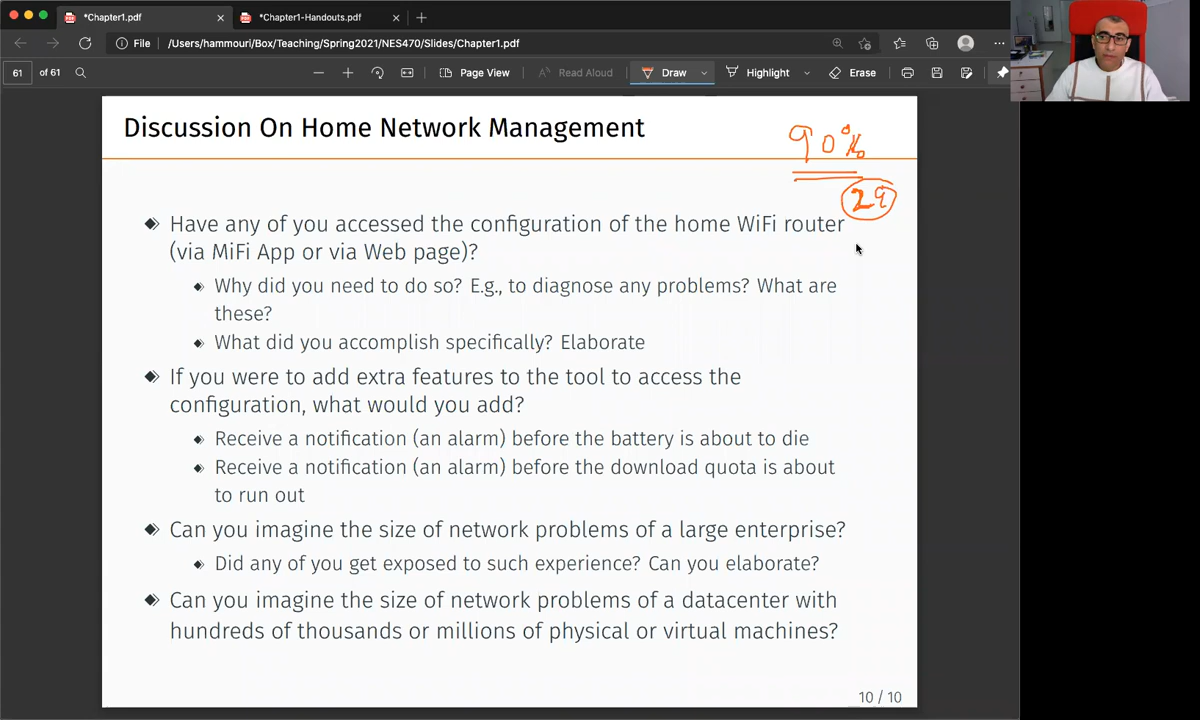 *Chapter1.pdf
*Chapter1-Handouts.pdf
File
/Users/hammouri/Box/Teaching/Spring2021/NES470/Slides/Chapter1.pdf
61 of 61
Page View
Read Aloud
Draw
Highlight
Erase
Discussion On Home Network Management
90%
29
Have any of you accessed the configuration of the home WiFi router
(via MiFi App or via Web page)?
Why did you need to do so? E.g., to diagnose any problems? What are
these?
What did you accomplish specifically? Elaborate
If you were to add extra features to the tool to access the
configuration, what would you add?
Receive a notification (an alarm) before the battery is about to die
Receive a notification (an alarm) before the download quota is about
to run out
Can you imagine the size of network problems of a large enterprise?
Did any of you get exposed to such experience? Can you elaborate?
Can you imagine the size of network problems of a datacenter with
hundreds of thousands or millions of physical or virtual machines?
10 / 10